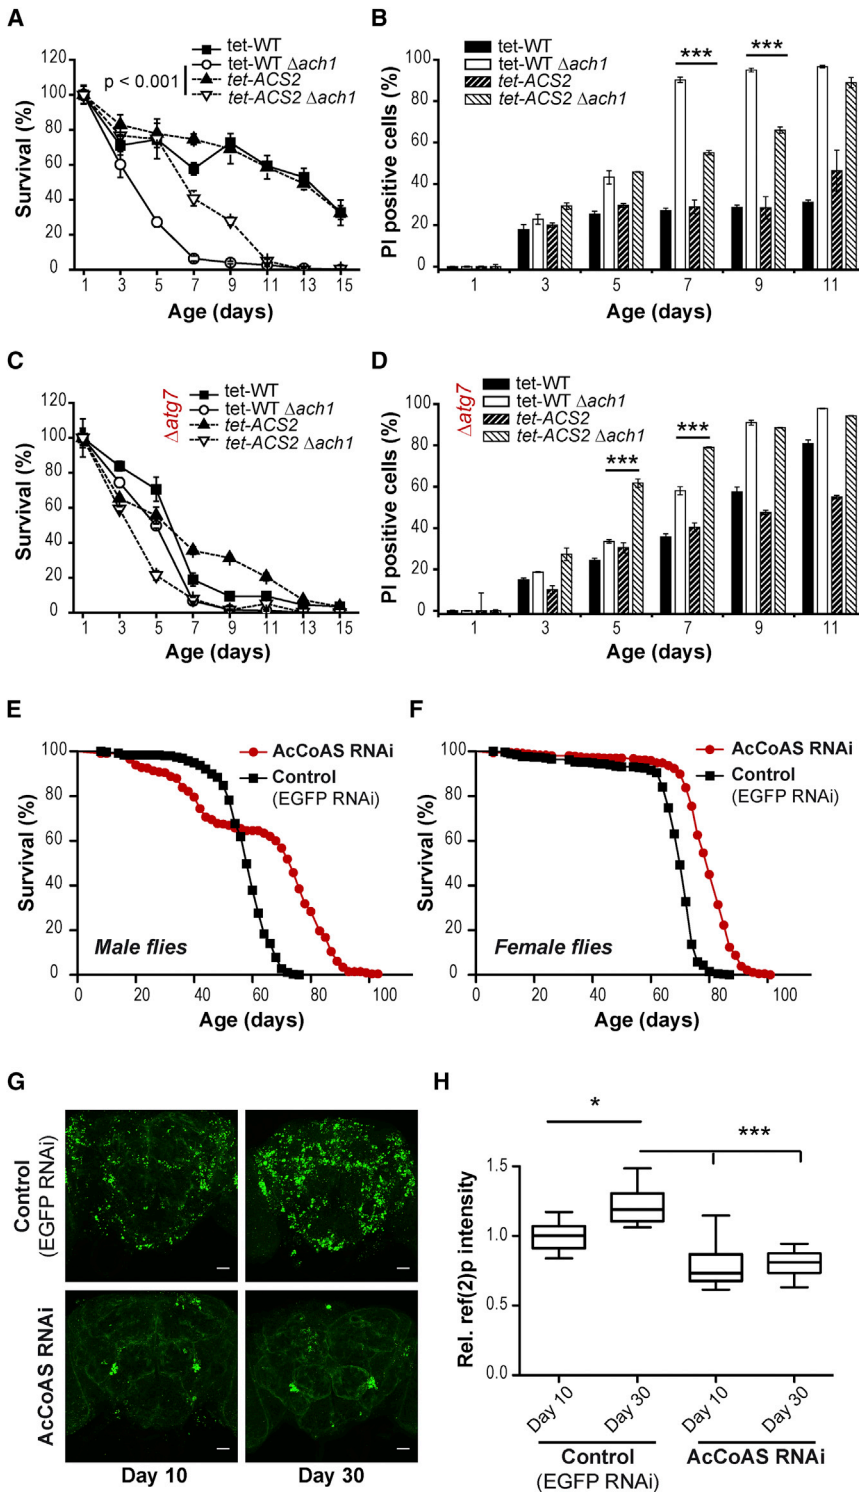 A
120
100
80
60
40
20
0
Survival (%)
p < 0.001
tet-WT
tet-WT Δach1
tet-ACS2
tet-ACS2 Δach1
1 3 5 7 9 11 13 15
Age (days)
B
100
80
60
40
20
0
PI positive cells (%)
tet-WT
tet-WT Δach1
tet-ACS2
tet-ACS2 Δach1
*** ***
1 3 5 7 9 11
Age (days)
C
120
100
80
60
40
20
0
Survival (%)
Δatg7
tet-WT
tet-WT Δach1
tet-ACS2
tet-ACS2 Δach1
1 3 5 7 9 11 13 15
Age (days)
D
100
80
60
40
20
0
PI positive cells (%)
Δatg7
tet-WT
tet-WT Δach1
tet-ACS2
tet-ACS2 Δach1
*** ***
1 3 5 7 9 11
Age (days)
E
100
80
60
40
20
0
Survival (%)
AcCoAS RNAi
Control
(EGFP RNAi)
Male flies
0 20 40 60 80 100
Age (days)
F
100
80
60
40
20
0
Survival (%)
AcCoAS RNAi
Control
(EGFP RNAi)
Female flies
0 20 40 60 80 100
Age (days)
G
Control
(EGFP RNAi)
AcCoAS RNAi
Day 10 Day 30
H
* ***
1.5
1.0
0.5
0.0
Rel. ref(2)p intensity
Day 10 Day 30 Day 10 Day 30
Control AcCoAS RNAi
(EGFP RNAi)